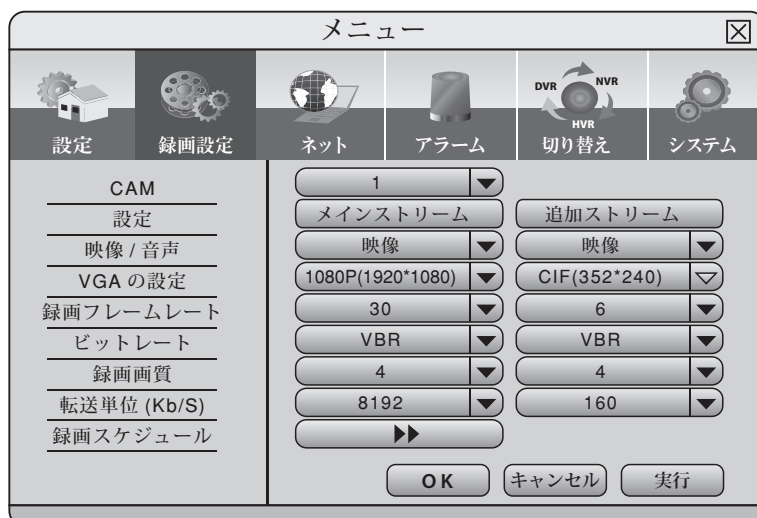 メニュー
設定 録画設定 ネット アラーム DVR NVR HVR 切り替え システム
CAM 1
設定 メインストリーム 追加ストリーム
映像 / 音声 映像 映像
VGA の設定 1080P(1920*1080) CIF(352*240)
録画フレームレート 30 6
ビットレート VBR VBR
録画画質 4 4
転送単位 (Kb/S) 8192 160
録画スケジュール
OK キャンセル 実行